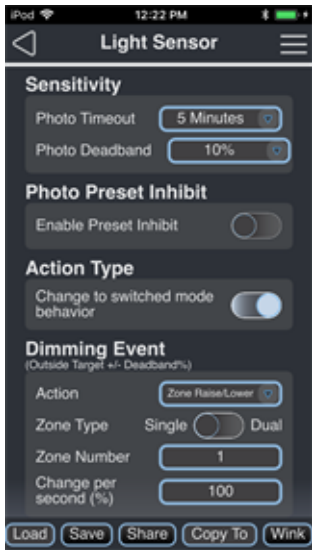 iPod 12:22 PM
Light Sensor
Sensitivity
Photo Timeout 5 Minutes
Photo Deadband 10%
Photo Preset Inhibit
Enable Preset Inhibit
Action Type
Change to switched mode
behavior
Dimming Event
(Outside Target +/- Deadband%)
Action Zone Raise/Lower
Zone Type Single Dual
Zone Number 1
Change per
second (%) 100
Load Save Share Copy To Wink